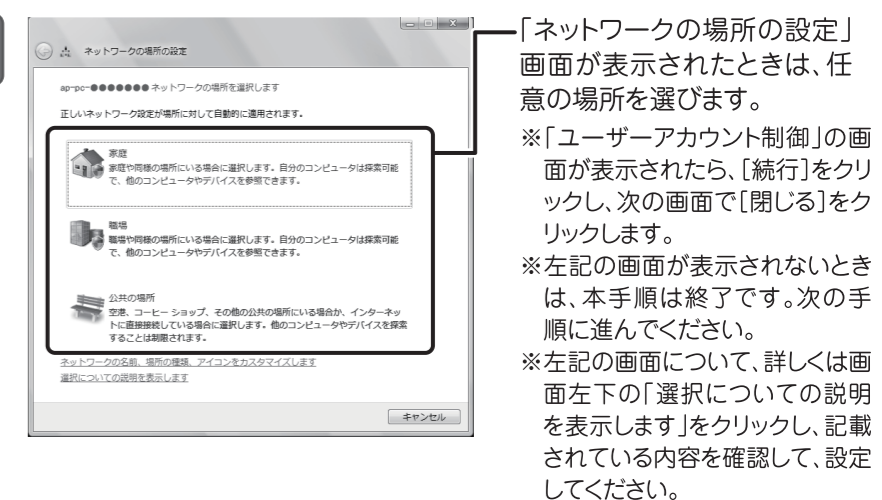 ネットワークの場所の設定
ap-pc-●●●●●●● ネットワークの場所を選択します
正しいネットワーク設定が場所に対して自動的に適用されます。
家庭
家庭や同様の場所にいる場合に選択します。自分のコンピュータは探索可能
で、他のコンピュータやデバイスを参照できます。
職場
職場や同様の場所にいる場合に選択します。自分のコンピュータは探索可能
で、他のコンピュータやデバイスを参照できます。
公共の場所
空港、コーヒー ショップ、その他の公共の場所にいる場合か、インターネッ
トに直接接続している場合に選択します。他のコンピュータやデバイスを探索
することは制限されます。
ネットワークの名前、場所の種類、アイコンをカスタマイズします
選択についての説明を表示します
キャンセル
「ネットワークの場所の設定」
画面が表示されたときは、任
意の場所を選びます。
※「ユーザーアカウント制御」の画
面が表示されたら、[続行]をクリ
ックし、次の画面で[閉じる]をク
リックします。
※左記の画面が表示されないとき
は、本手順は終了です。次の手
順に進んでください。
※左記の画面について、詳しくは画
面左下の「選択についての説明
を表示します」をクリックし、記載
されている内容を確認して、設定
してください。